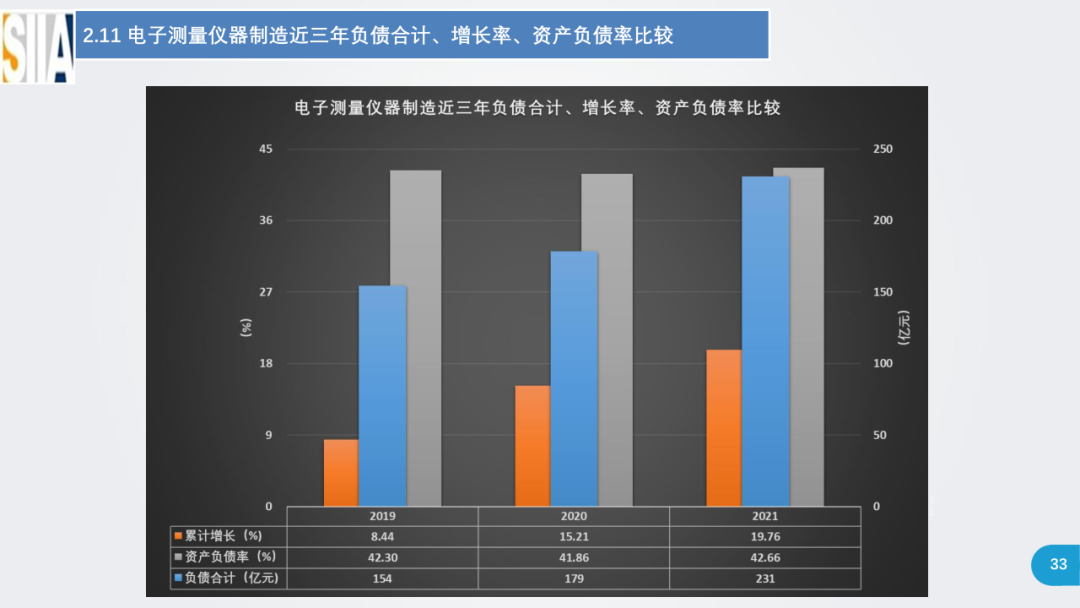 SIIA
2.11 电子测量仪器制造近三年负债合计、增长率、资产负债率比较
电子测量仪器制造近三年负债合计、增长率、资产负债率比较
45
36
27
18
9
0
(%)
250
200
150
100
50
0
(亿元)
2019 2020 2021
累计增长（%） 8.44 15.21 19.76
资产负债率（%） 42.30 41.86 42.66
负债合计（亿元） 154 179 231
33